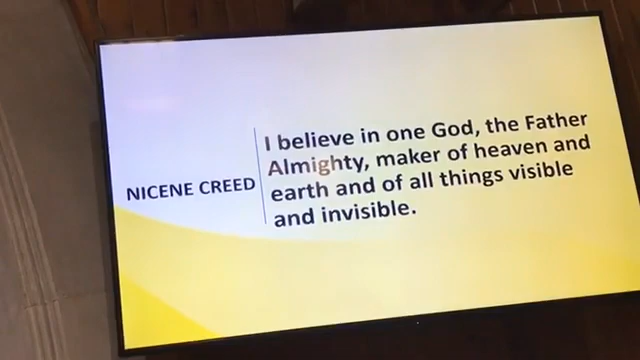 NICENE CREED
I believe in one God, the Father
Almighty, maker of heaven and
earth and of all things visible
and invisible.